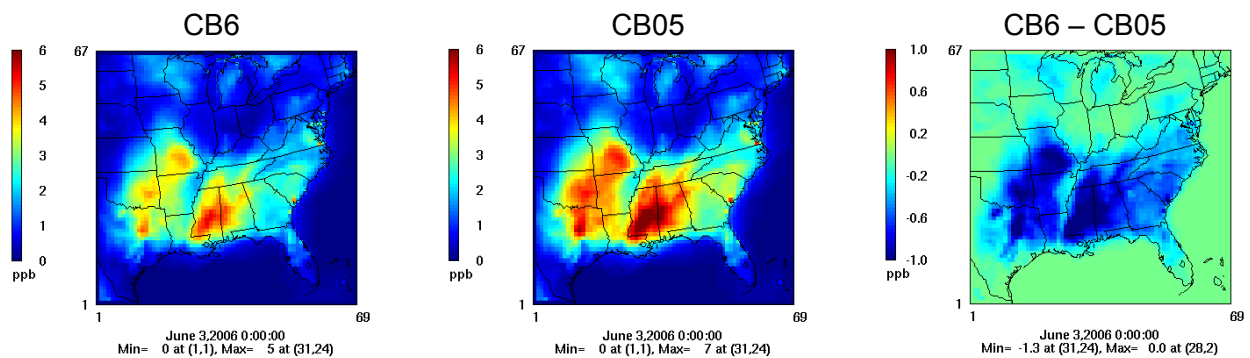 CB6
6
5
4
3
2
1
0
ppb
67
1
1
69
June 3,2006 0:00:00
Min= 0 at (1,1), Max= 5 at (31,24)
CB05
6
5
4
3
2
1
0
ppb
67
1
1
69
June 3,2006 0:00:00
Min= 0 at (1,1), Max= 7 at (31,24)
CB6 – CB05
1.0
0.6
0.2
-0.2
-0.6
-1.0
ppb
67
1
1
69
June 3,2006 0:00:00
Min= -1.3 at (31,24), Max= 0.0 at (28,2)